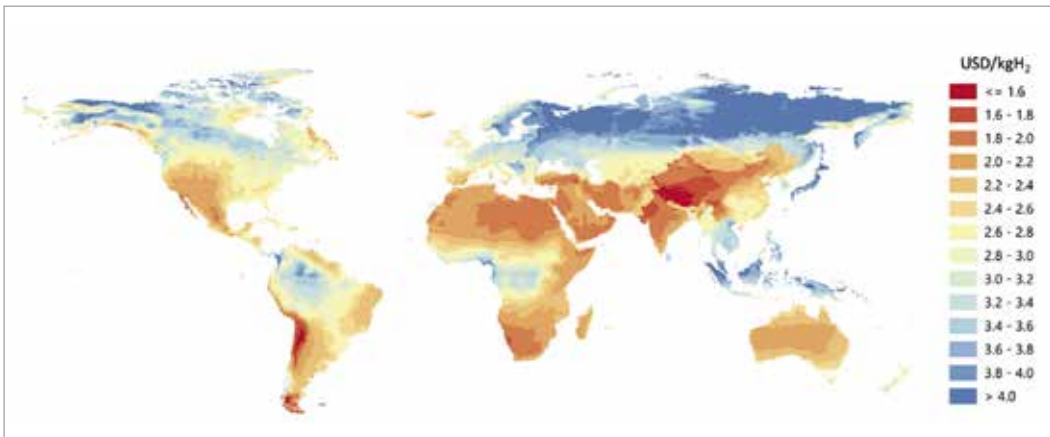 USD/kgH₂
<= 1.6
1.6 - 1.8
1.8 - 2.0
2.0 - 2.2
2.2 - 2.4
2.4 - 2.6
2.6 - 2.8
2.8 - 3.0
3.0 - 3.2
3.2 - 3.4
3.4 - 3.6
3.6 - 3.8
3.8 - 4.0
> 4.0